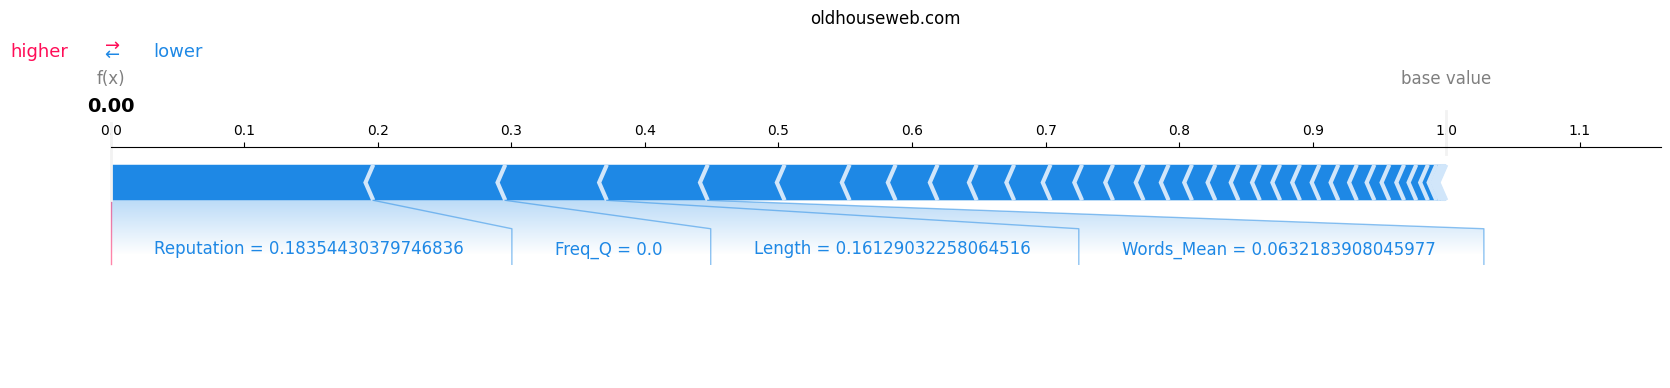 oldhouseweb.com
higher ⇄ lower
f(x) base value
0.00
0.0 0.1 0.2 0.3 0.4 0.5 0.6 0.7 0.8 0.9 1.0 1.1
Reputation = 0.18354430379746836 Freq_Q = 0.0 Length = 0.16129032258064516 Words_Mean = 0.0632183908045977